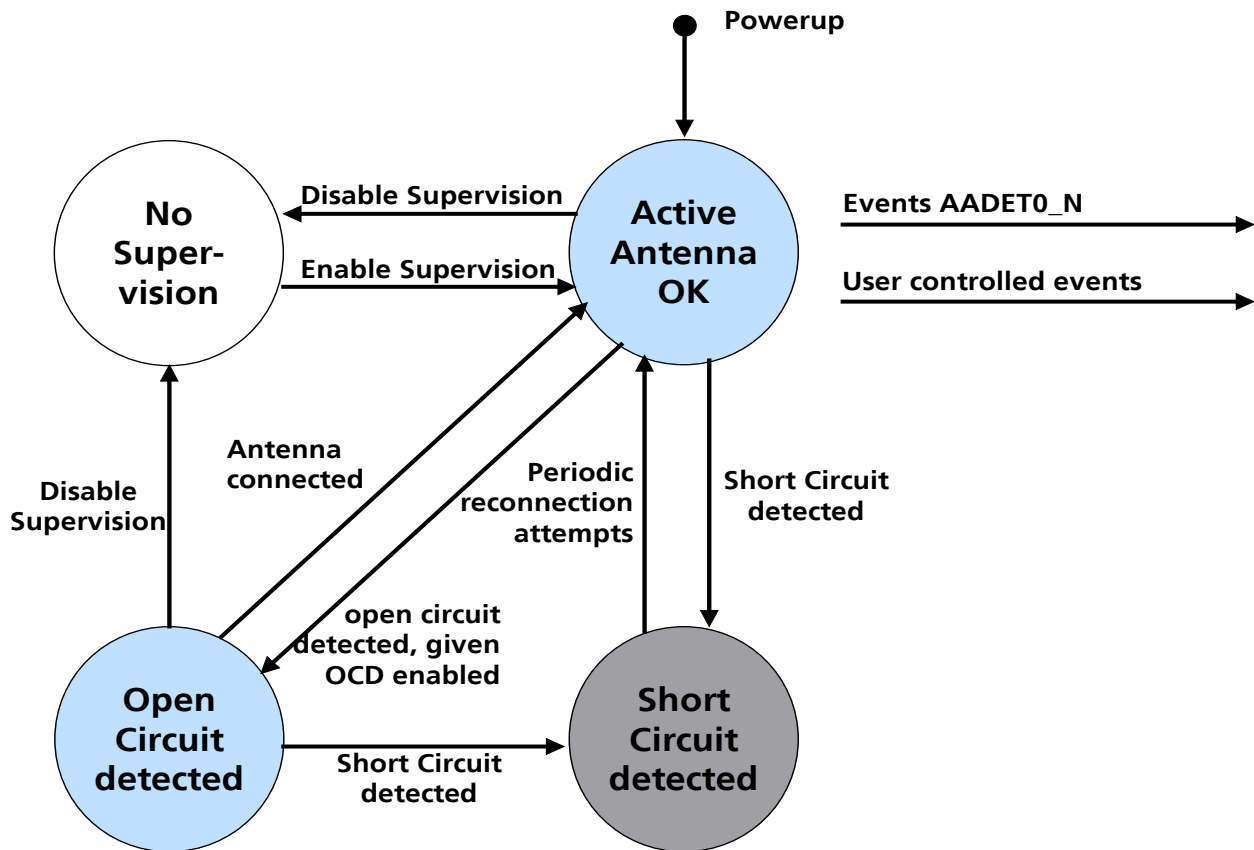 Powerup
No
Super-
vision
Disable Supervision
Enable Supervision
Active
Antenna
OK
Events AADET0_N
User controlled events
Disable
Supervision
Antenna
connected
Periodic
reconnection
attempts
Short Circuit
detected
open circuit
detected, given
OCD enabled
Open
Circuit
detected
Short Circuit
detected
Short
Circuit
detected